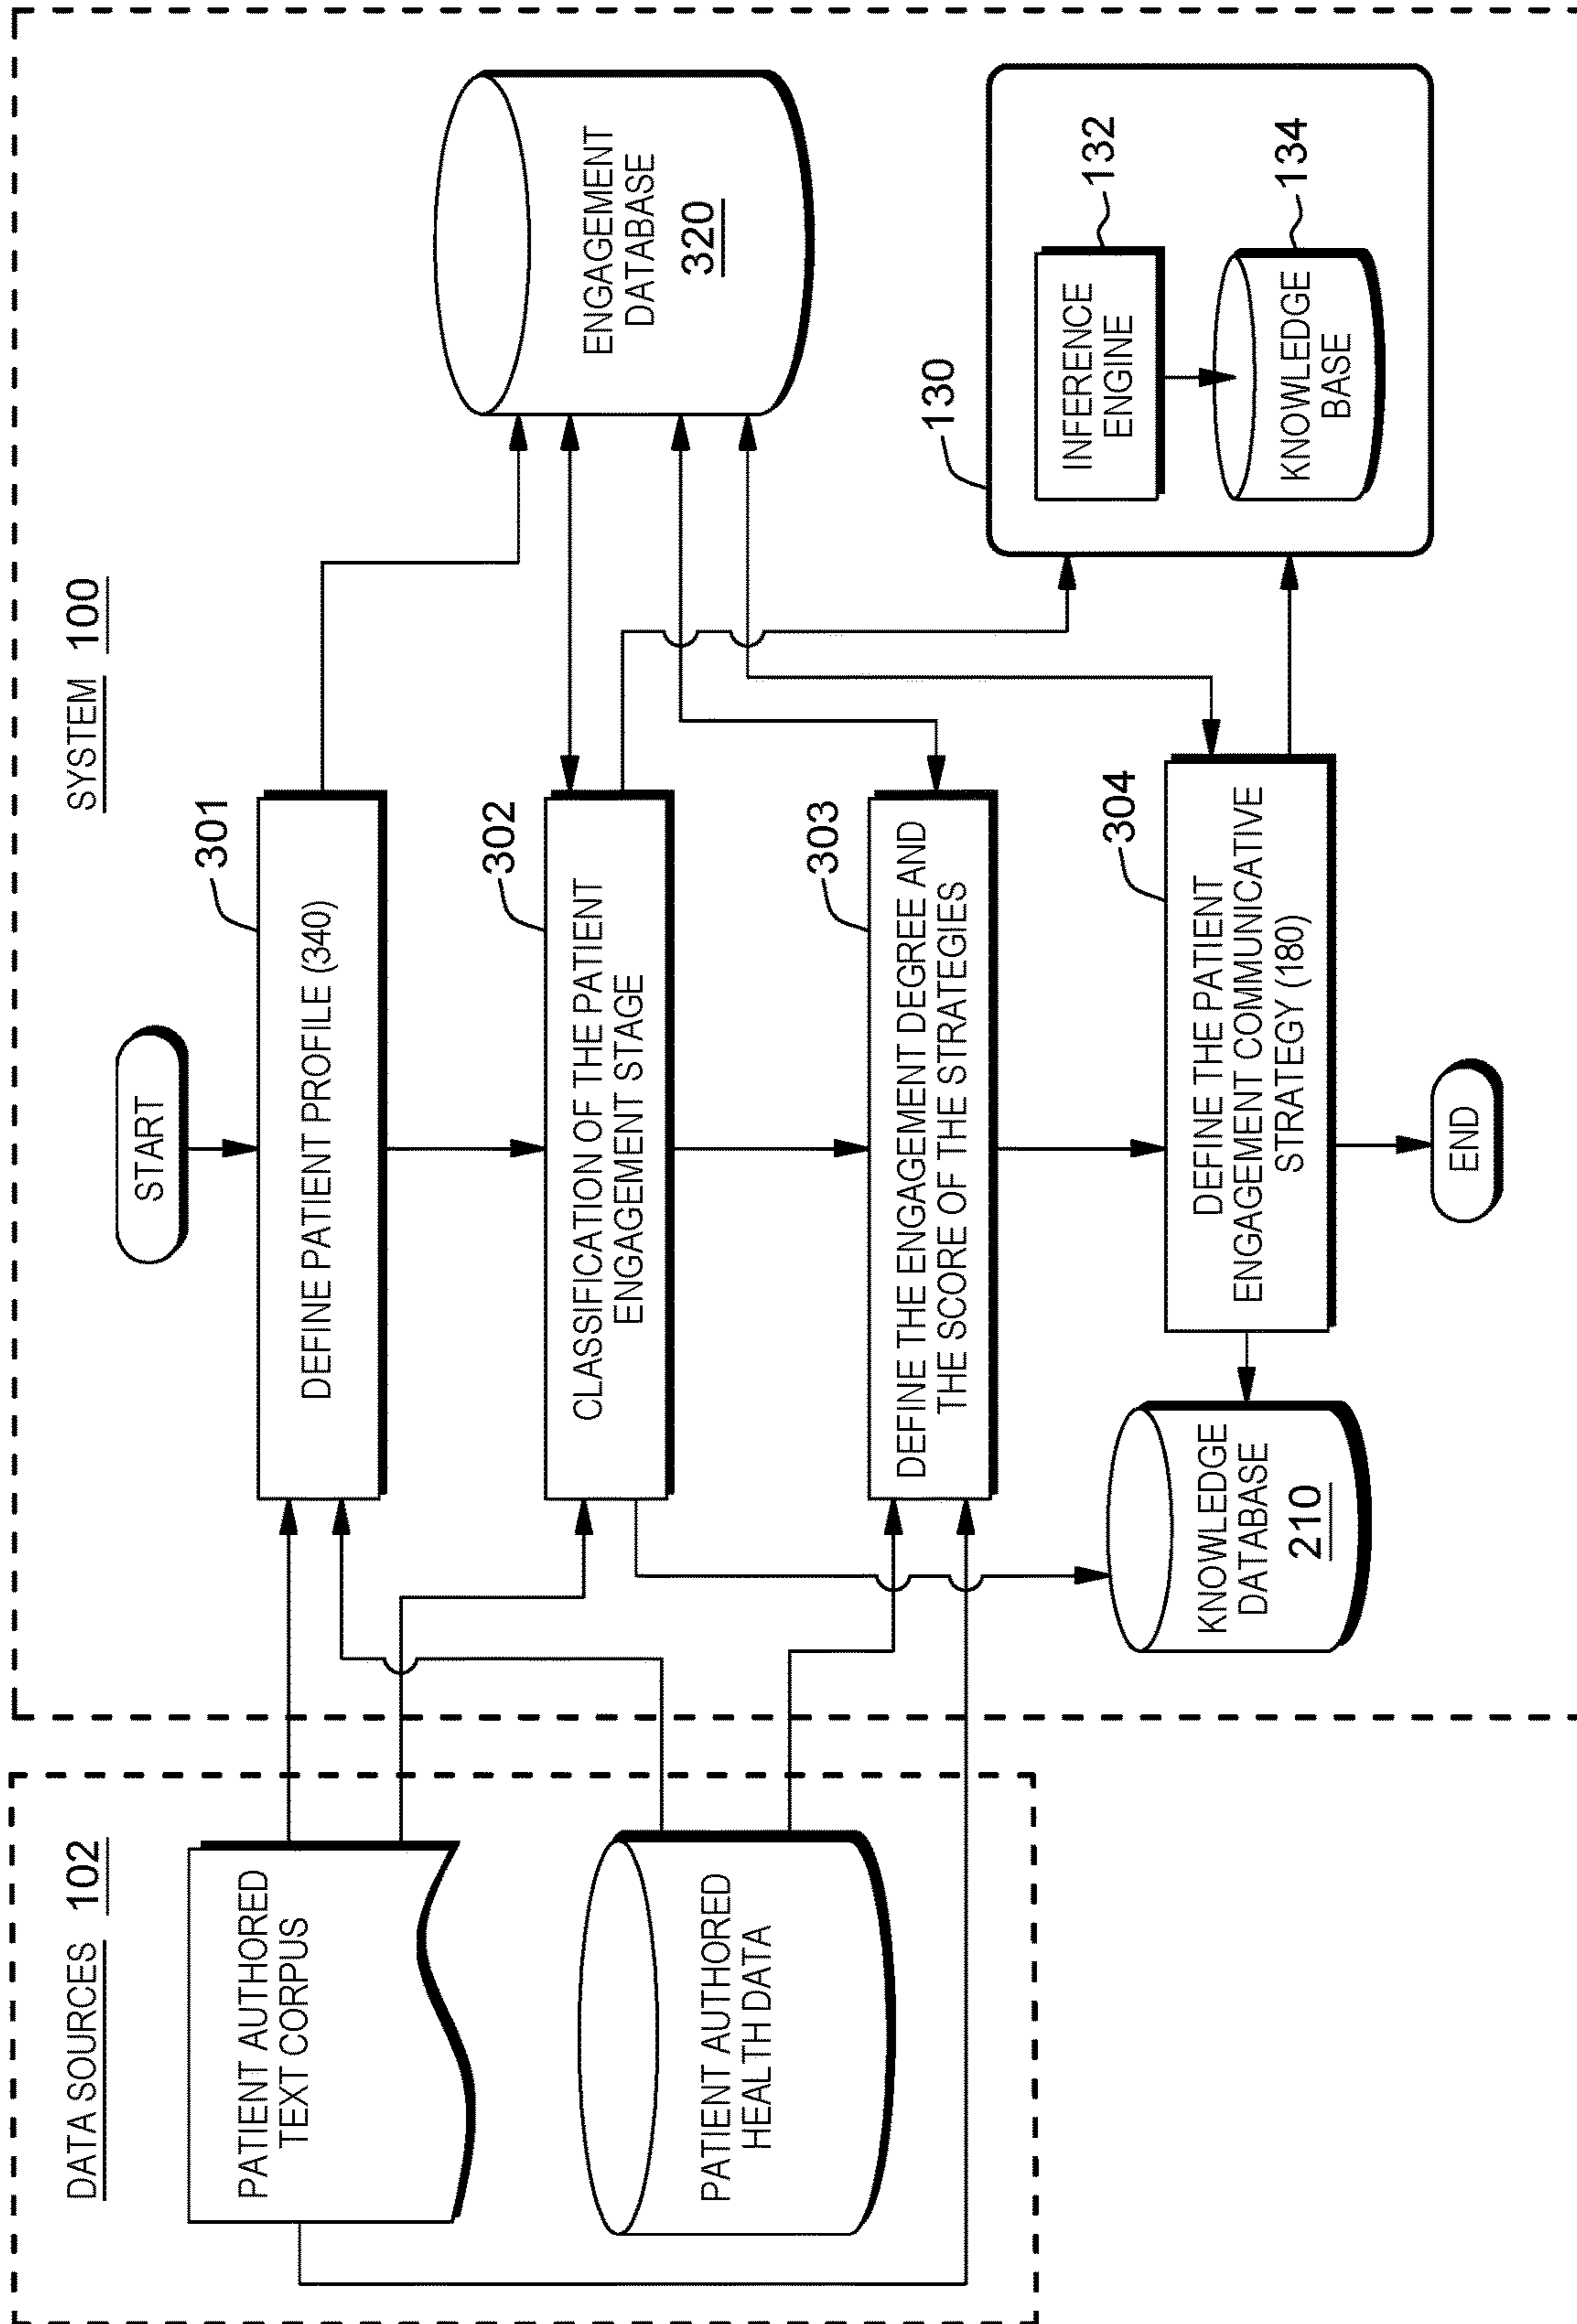 DATA SOURCES 102
PATIENT AUTHORED
TEXT CORPUS
PATIENT AUTHORED
HEALTH DATA
SYSTEM 100
START
301
DEFINE PATIENT PROFILE (340)
302
CLASSIFICATION OF THE PATIENT
ENGAGEMENT STAGE
303
DEFINE THE ENGAGEMENT DEGREE AND
THE SCORE OF THE STRATEGIES
304
DEFINE THE PATIENT
ENGAGEMENT COMMUNICATIVE
STRATEGY (180)
END
KNOWLEDGE
DATABASE
210
ENGAGEMENT
DATABASE
320
130
INFERENCE
ENGINE
132
KNOWLEDGE
BASE
134